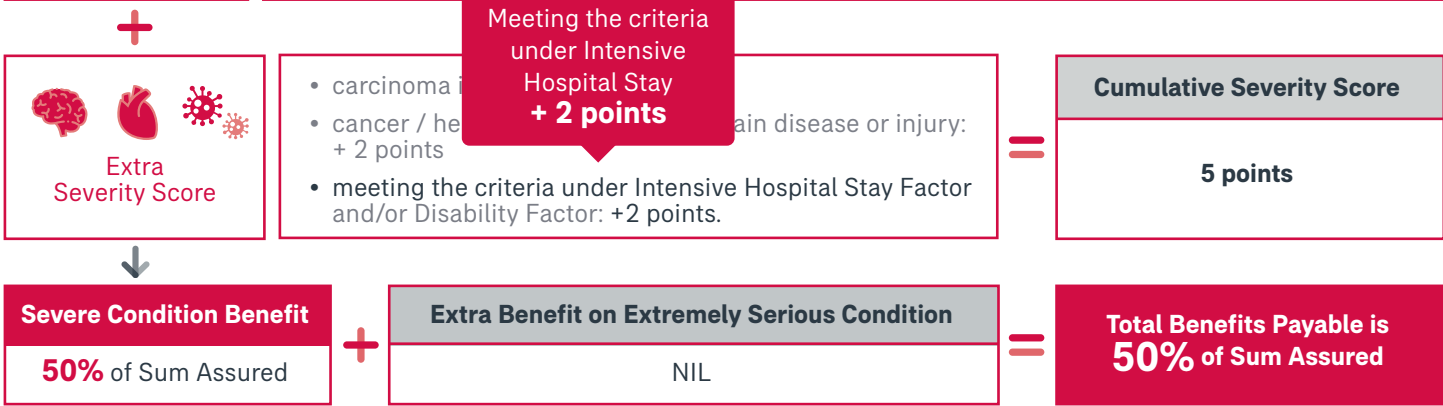 Meeting the criteria
under Intensive
Hospital Stay
+ 2 points
Extra
Severity Score
• carcinoma i
• cancer / he ain disease or injury:
+ 2 points
• meeting the criteria under Intensive Hospital Stay Factor
and/or Disability Factor: +2 points.
Cumulative Severity Score
5 points
Severe Condition Benefit
50% of Sum Assured
Extra Benefit on Extremely Serious Condition
NIL
Total Benefits Payable is
50% of Sum Assured